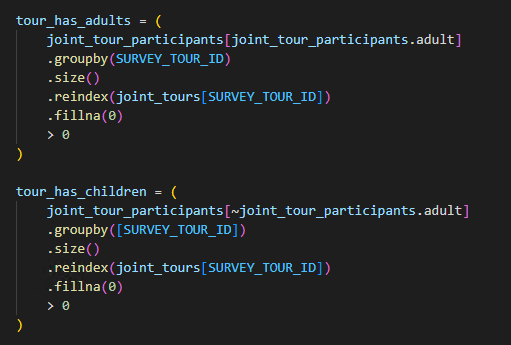 tour_has_adults = (
    joint_tour_participants[joint_tour_participants.adult]
    .groupby(SURVEY_TOUR_ID)
    .size()
    .reindex(joint_tours[SURVEY_TOUR_ID])
    .fillna(0)
    > 0
)

tour_has_children = (
    joint_tour_participants[~joint_tour_participants.adult]
    .groupby([SURVEY_TOUR_ID])
    .size()
    .reindex(joint_tours[SURVEY_TOUR_ID])
    .fillna(0)
    > 0
)